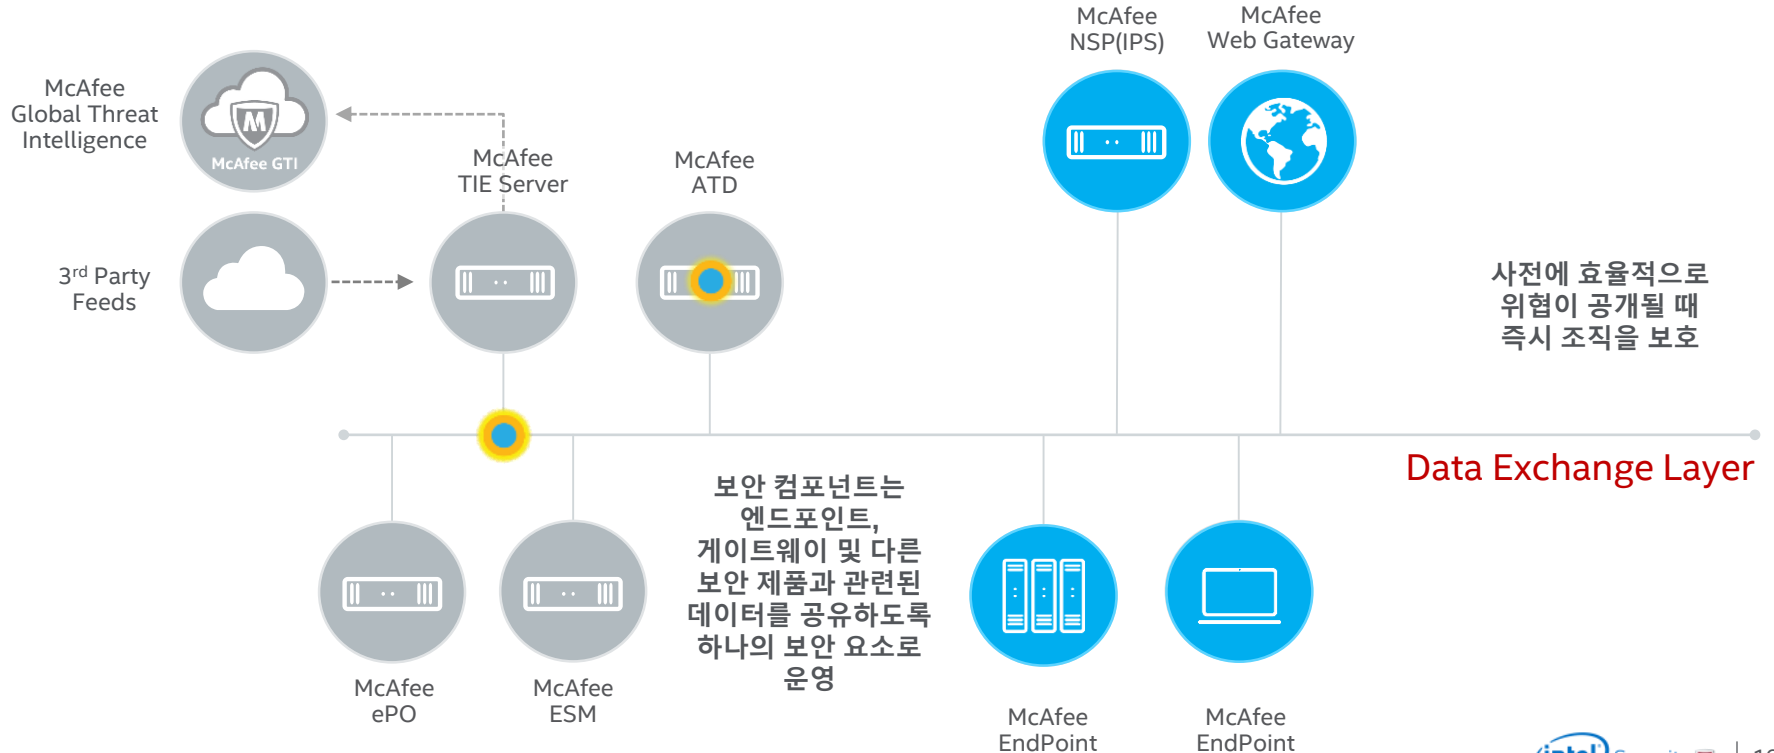 McAfee
NSP(IPS)
McAfee
Web Gateway
McAfee
Global Threat
Intelligence
McAfee GTI
McAfee
TIE Server
McAfee
ATD
3rd Party
Feeds
사전에 효율적으로
위협이 공개될 때
즉시 조직을 보호
Data Exchange Layer
보안 컴포넌트는
엔드포인트,
게이트웨이 및 다른
보안 제품과 관련된
데이터를 공유하도록
하나의 보안 요소로
운영
McAfee
ePO
McAfee
ESM
McAfee
EndPoint
McAfee
EndPoint
(intel)